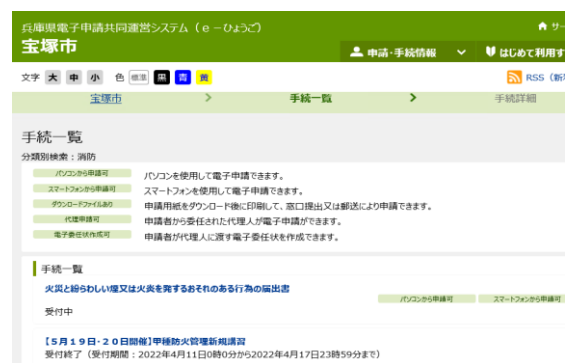 兵庫県電子申請共同運営システム（e－ひょうご）
サ
宝塚市
申請・手続情報
はじめて利用す
文字 大 中 小 色 標準 黒 青 黄
RSS（新
宝塚市 > 手続一覧 > 手続詳細
手続一覧
分類別検索：消防
パソコンから申請可 パソコンを使用して電子申請できます。
スマートフォンから申請可 スマートフォンを使用して電子申請できます。
ダウンロードファイルあり 申請用紙をダウンロード後に印刷して、窓口提出又は郵送により申請できます。
代理申請可 申請者から委任された代理人が電子申請ができます。
電子委任状作成可 申請者が代理人に渡す電子委任状を作成できます。
手続一覧
火災と紛らわしい煙又は火炎を発するおそれのある行為の届出書
パソコンから申請可 スマートフォンから申請可
受付中
【５月１９日・２０日開催】甲種防火管理新規講習
受付終了（受付期間：2022年4月11日0時0分から2022年4月17日23時59分まで）